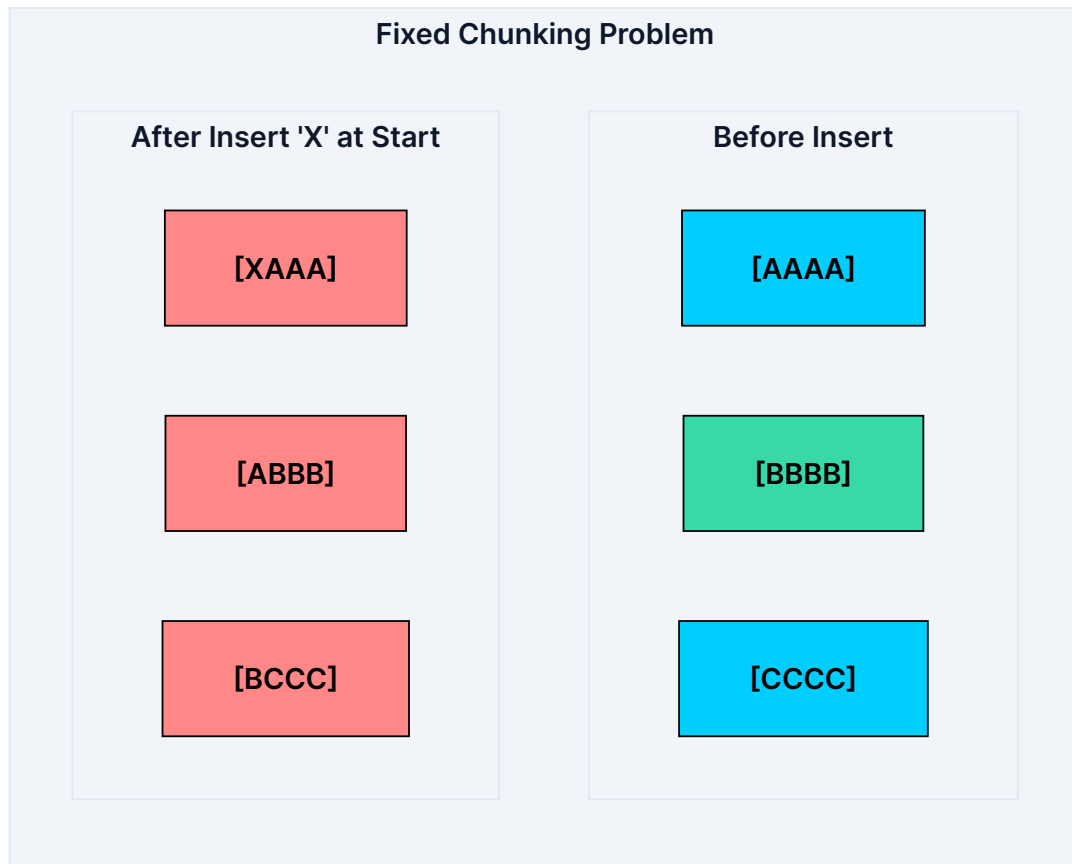 Fixed Chunking Problem
After Insert 'X' at Start
[XAAA]
[ABBB]
[BCCC]
Before Insert
[AAAA]
[BBBB]
[CCCC]